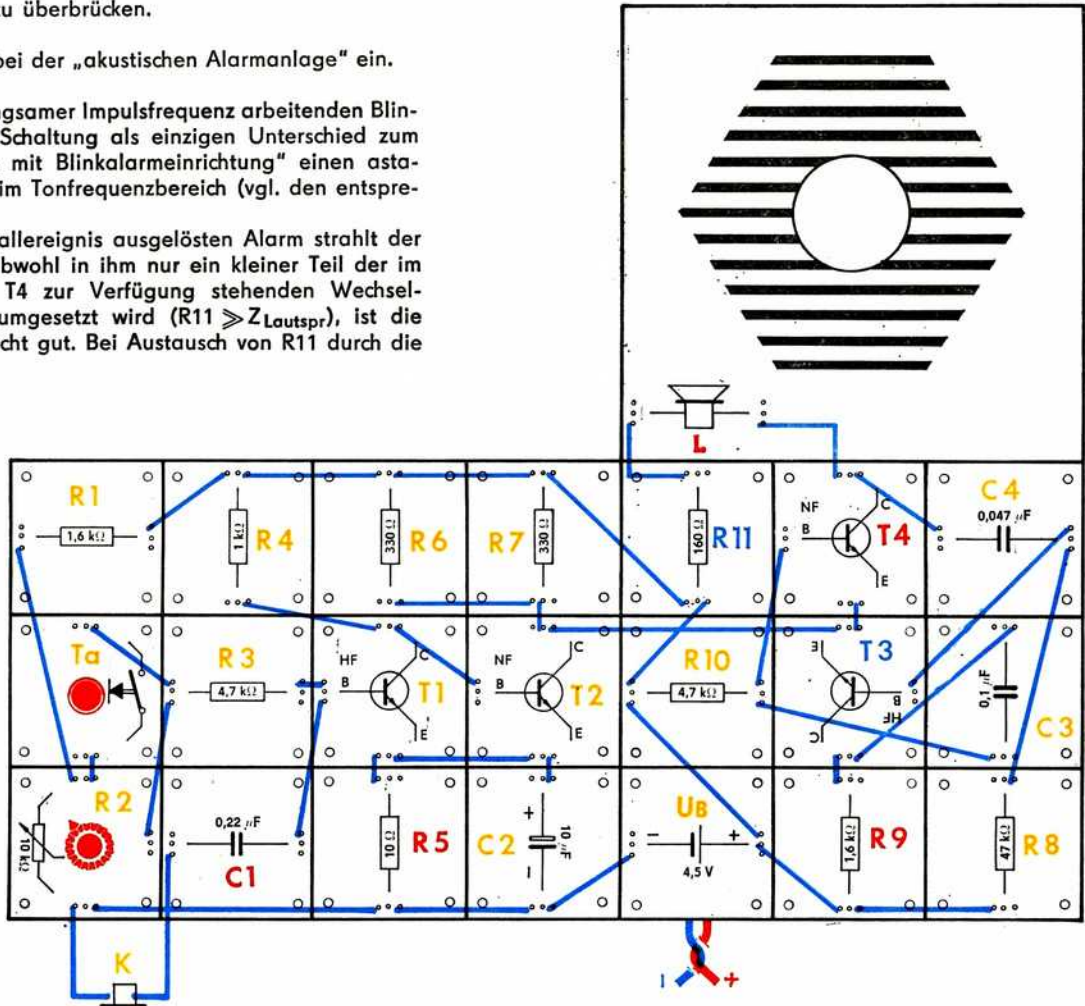 zu überbrücken.
bei der „akustischen Alarmanlage" ein.
ngsamer Impulsfrequenz arbeitenden Blin-
Schaltung als einzigen Unterschied zum
mit Blinkalarmeinrichtung" einen asta-
im Tonfrequenzbereich (vgl. den entspre-
allereignis ausgelösten Alarm strahlt der
bwohl in ihm nur ein kleiner Teil der im
T4 zur Verfügung stehenden Wechsel-
umgesetzt wird (R11 ≫ ZLautspr), ist die
cht gut. Bei Austausch von R11 durch die
L
R1
1,6 kΩ
1 kΩ
R4
330 Ω
R6
R7
330 Ω
160 Ω
R11
NF
C
B
T4
E
C4
0,047 µF
Ta
R3
4,7 kΩ
HF
C
B
T1
E
NF
C
B
T2
E
R10
4,7 kΩ
T3
E
B
HF
C
0,1 µF
C3
R2
10 kΩ
0,22 µF
C1
10 Ω
R5
C2
+
10 µF
–
UB
–
+
4,5 V
1,6 kΩ
R9
47 kΩ
R8
K
–
+